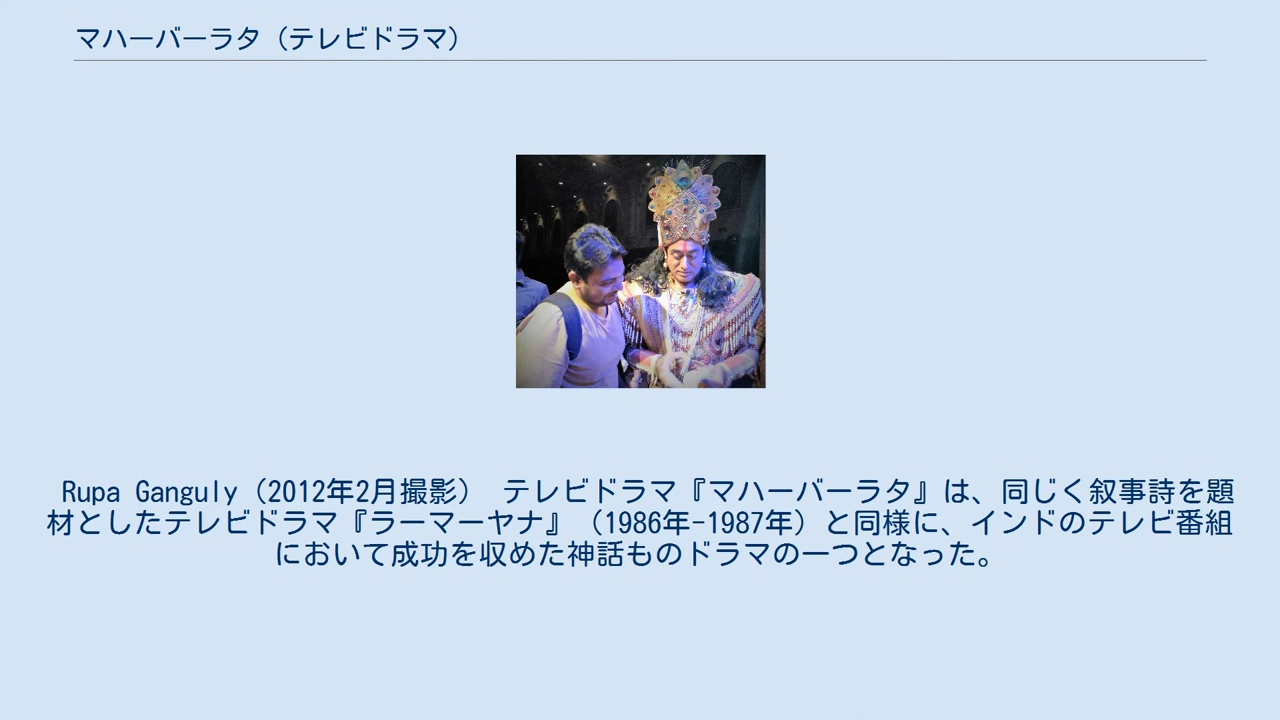 マハーバーラタ（テレビドラマ）
Rupa Ganguly（2012年2月撮影） テレビドラマ『マハーバーラタ』は、同じく叙事詩を題
材としたテレビドラマ『ラーマーヤナ』（1986年-1987年）と同様に、インドのテレビ番組
において成功を収めた神話ものドラマの一つとなった。